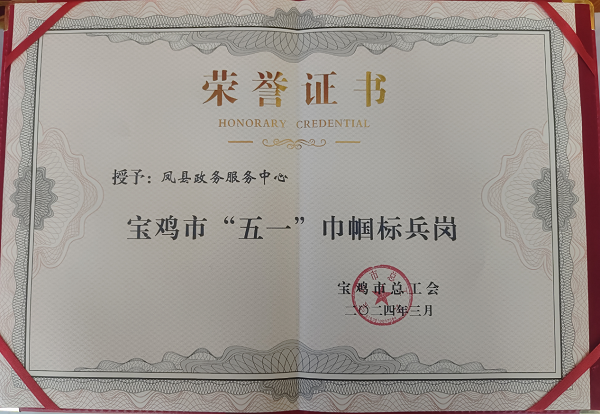 荣誉证书
HONORARY CREDENTIAL
授予：凤县政务服务中心
宝鸡市“五一”巾帼标兵岗
宝鸡市总工会
二〇二四年三月